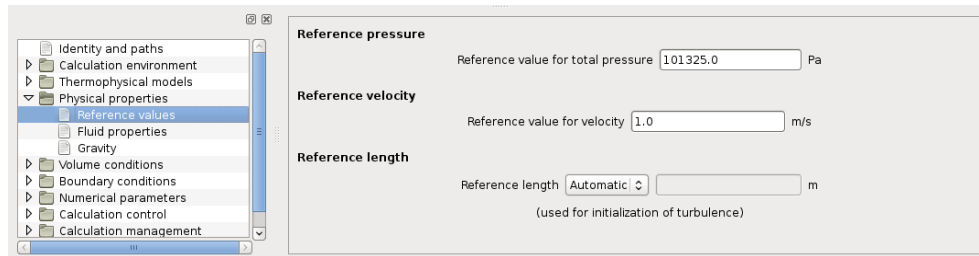 Identity and paths
Calculation environment
Thermophysical models
Physical properties
Reference values
Fluid properties
Gravity
Volume conditions
Boundary conditions
Numerical parameters
Calculation control
Calculation management
Reference pressure
Reference value for total pressure 101325.0 Pa
Reference velocity
Reference value for velocity 1.0 m/s
Reference length
Reference length Automatic m
(used for initialization of turbulence)